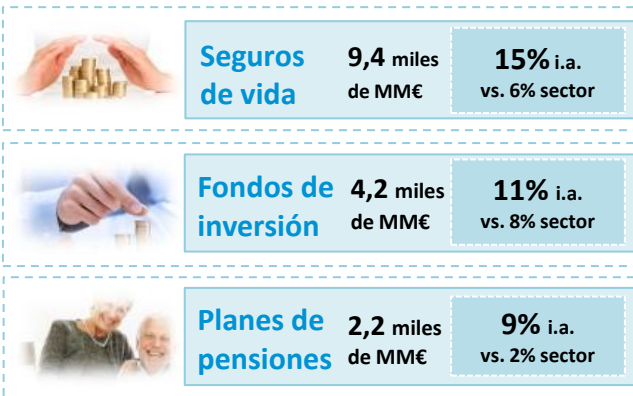 Seguros de vida
9,4 miles de MM€
15% i.a.
vs. 6% sector
Fondos de inversión
4,2 miles de MM€
11% i.a.
vs. 8% sector
Planes de pensiones
2,2 miles de MM€
9% i.a.
vs. 2% sector